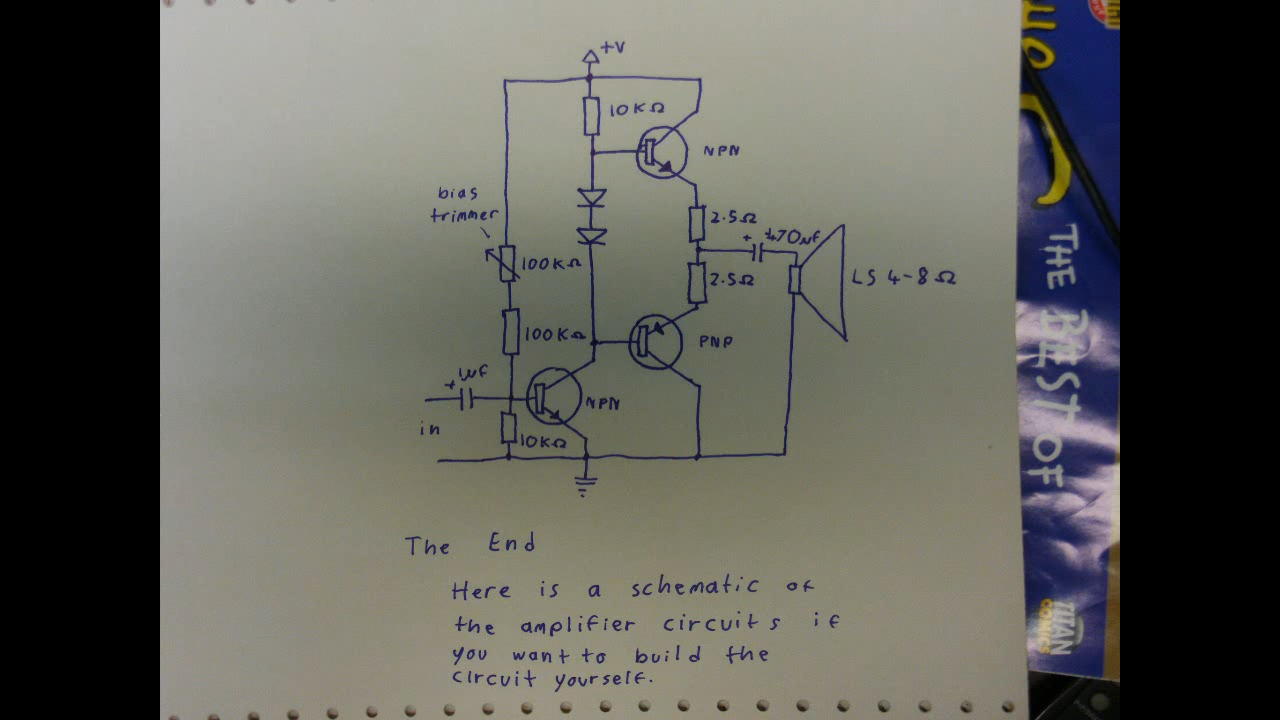 +V
10KΩ
NPN
bias
trimmer
2.5Ω
+ 470uF
100KΩ
2.5Ω
LS 4-8Ω
100KΩ
PNP
+ 1uF
NPN
in
10KΩ
The End
Here is a schematic of
the amplifier circuits if
you want to build the
circuit yourself.
THE BEST OF